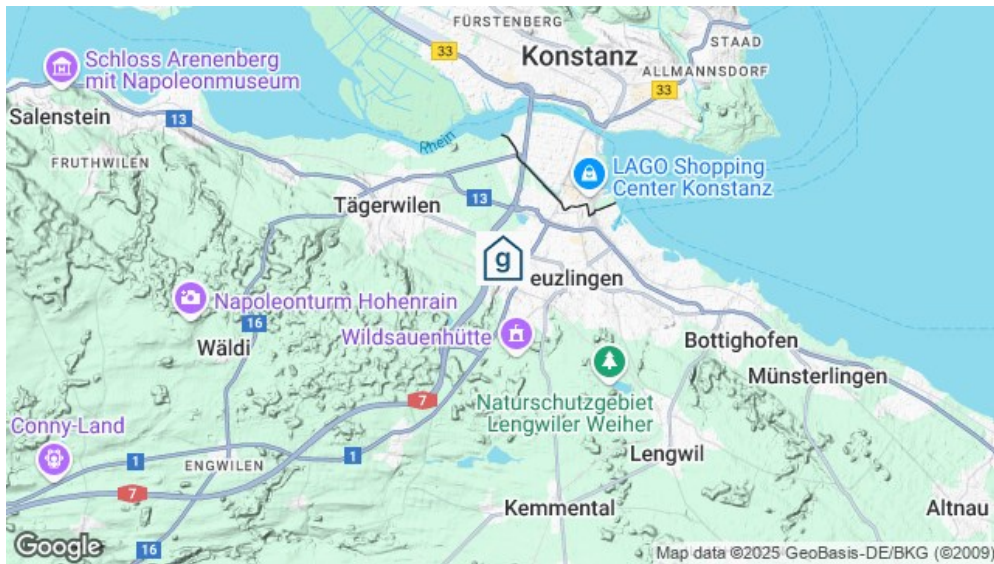 FÜRSTENBERG
33
Konstanz
STAAD
ALLMANNSDORF
33
Schloss Arenenberg
mit Napoleonmuseum
Salenstein
13
Rhein
FRUTHWILEN
LAGO Shopping
Center Konstanz
Tägerwilen
13
g
euzlingen
Napoleonturm Hohenrain
16
Wildsauenhütte
Wäldi
Bottighofen
Münsterlingen
7
Naturschutzgebiet
Lengwiler Weiher
Conny-Land
1
ENGWILEN
1
Lengwil
7
Kemmental
Altnau
16
Google
Map data ©2025 GeoBasis-DE/BKG (©2009)